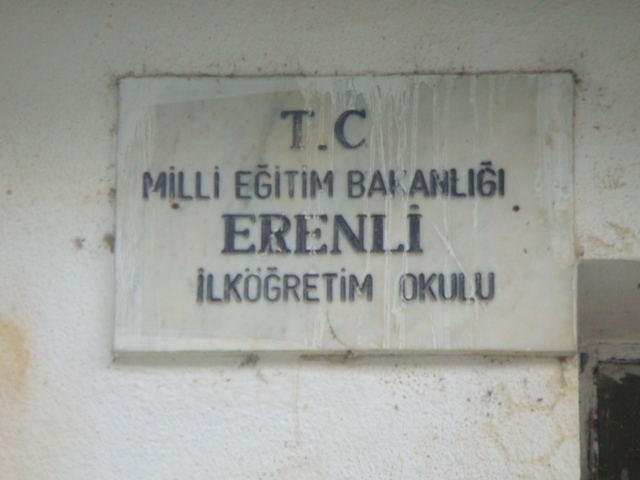 T.C
MİLLİ EĞİTİM BAKANLIĞI
ERENLİ
İLKÖĞRETİM OKULU